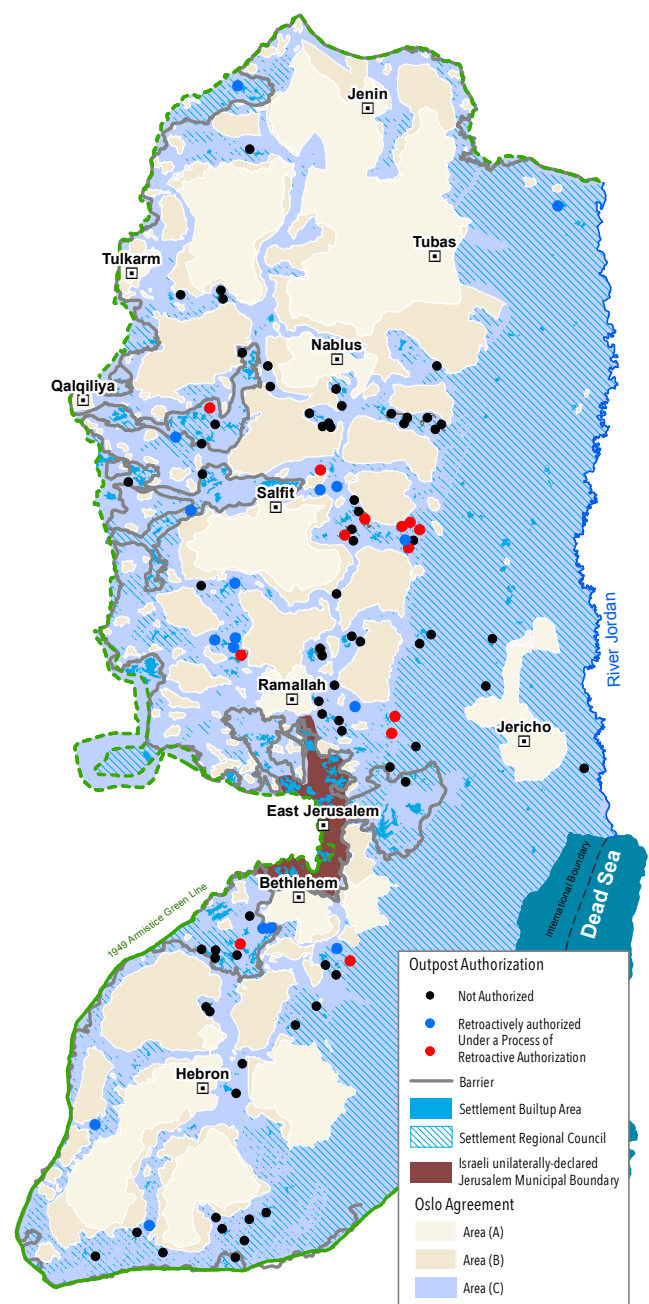 Jenin
Tubas
Tulkarm
Nablus
Qalqiliya
Salfit
River Jordan
Ramallah
Jericho
East Jerusalem
International Boundary
Dead Sea
Bethlehem
1949 Armistice Green Line
Hebron
Outpost Authorization
Not Authorized
Retroactively authorized
Under a Process of
Retroactive Authorization
Barrier
Settlement Builtup Area
Settlement Regional Council
Israeli unilaterally-declared
Jerusalem Municipal Boundary
Oslo Agreement
Area (A)
Area (B)
Area (C)